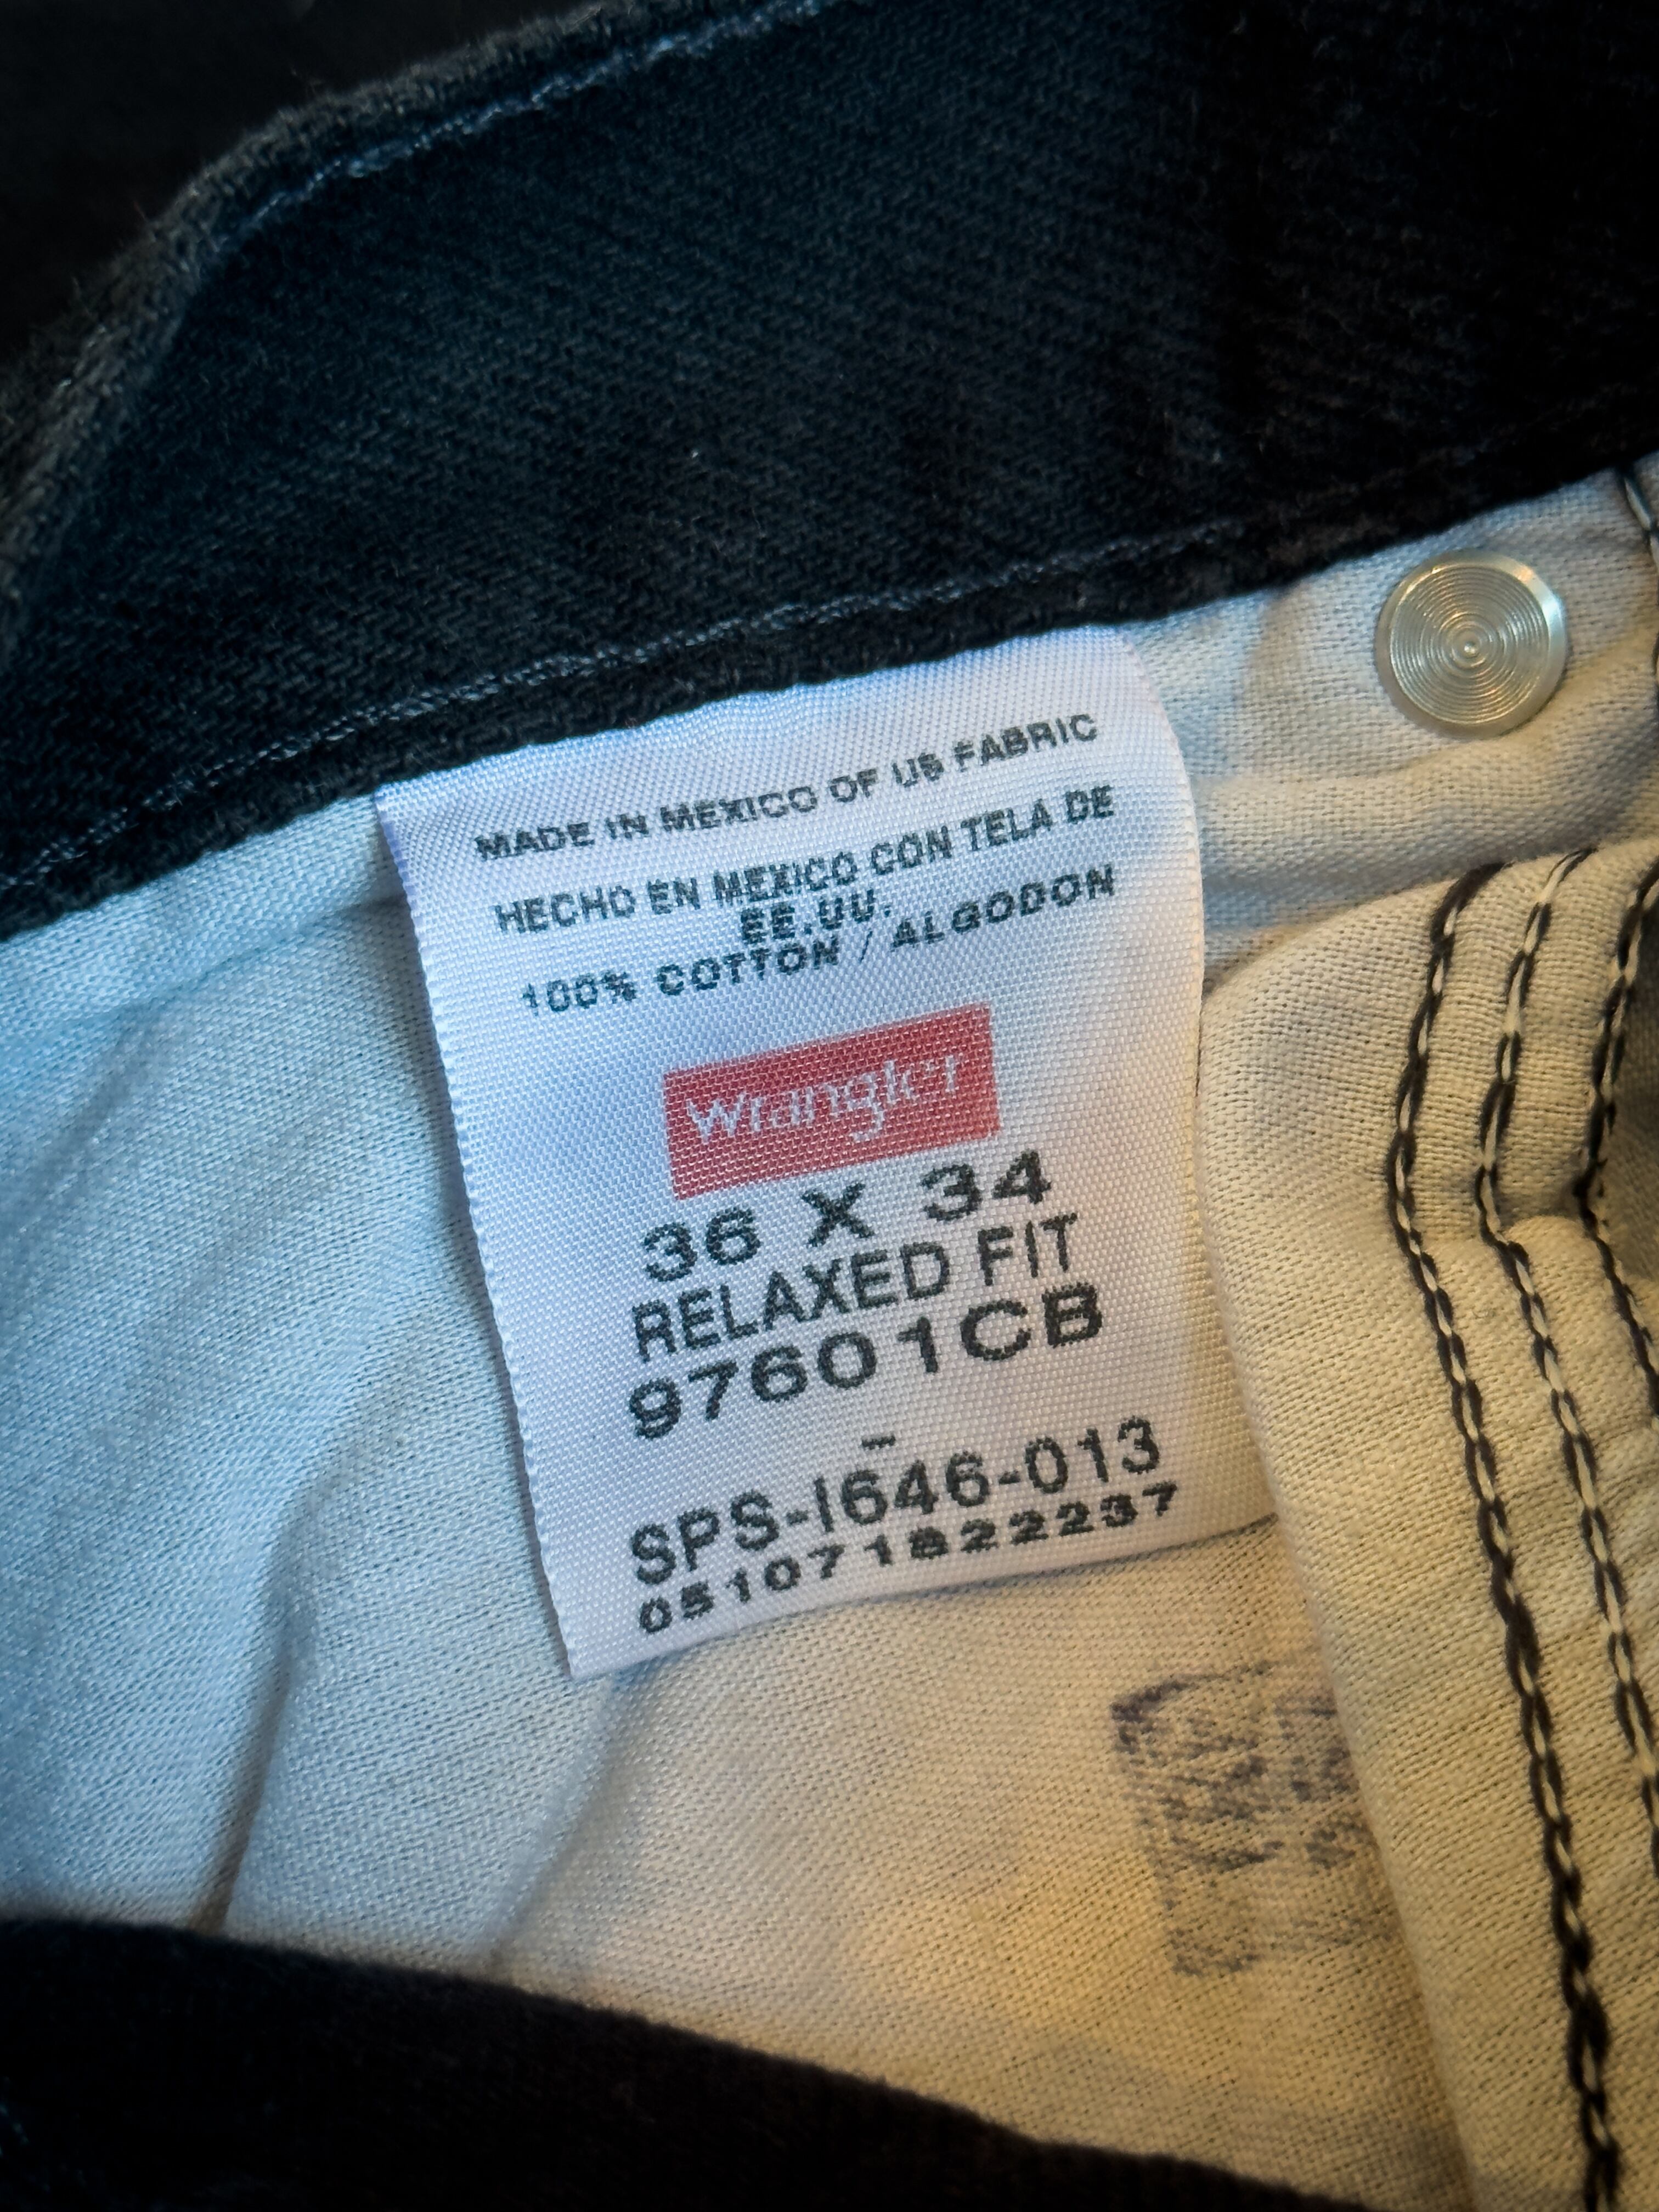 MADE IN MEXICO OF US FABRIC
HECHO EN MEXICO CON TELA DE
EE.UU.
100% COTTON / ALGODON
Wrangler
36 X 34
RELAXED FIT
97601CB
-
SPS-1646-013
051071822237